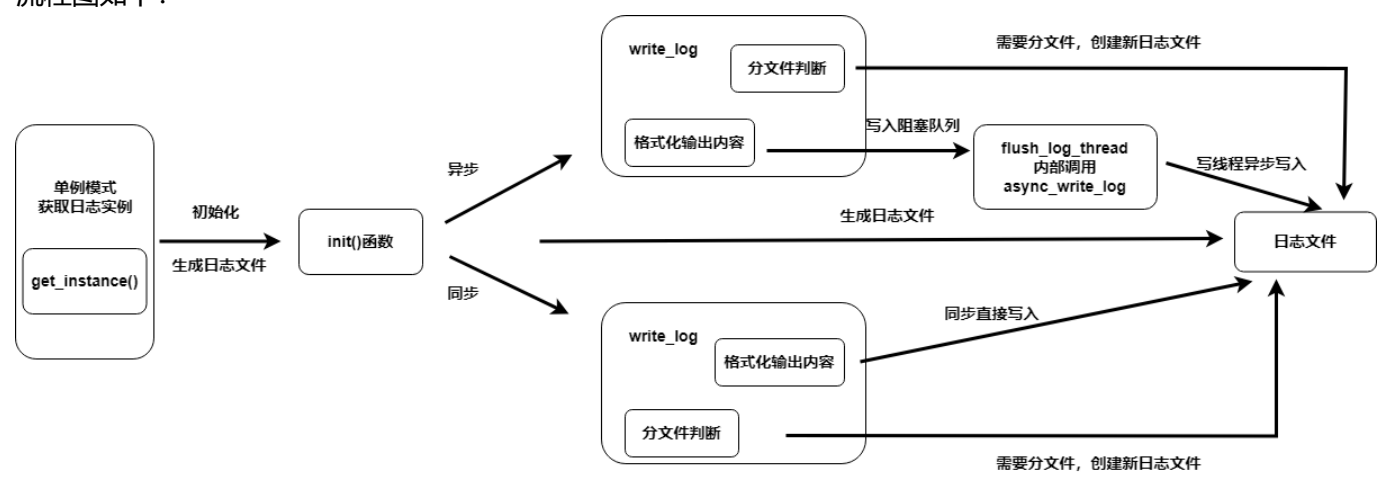 流程图如下：
write_log
分文件判断
需要分文件，创建新日志文件
格式化输出内容
写入阻塞队列
flush_log_thread
内部调用
async_write_log
写线程异步写入
单例模式
获取日志实例
get_instance()
初始化
生成日志文件
init()函数
异步
同步
生成日志文件
日志文件
write_log
格式化输出内容
同步直接写入
分文件判断
需要分文件，创建新日志文件